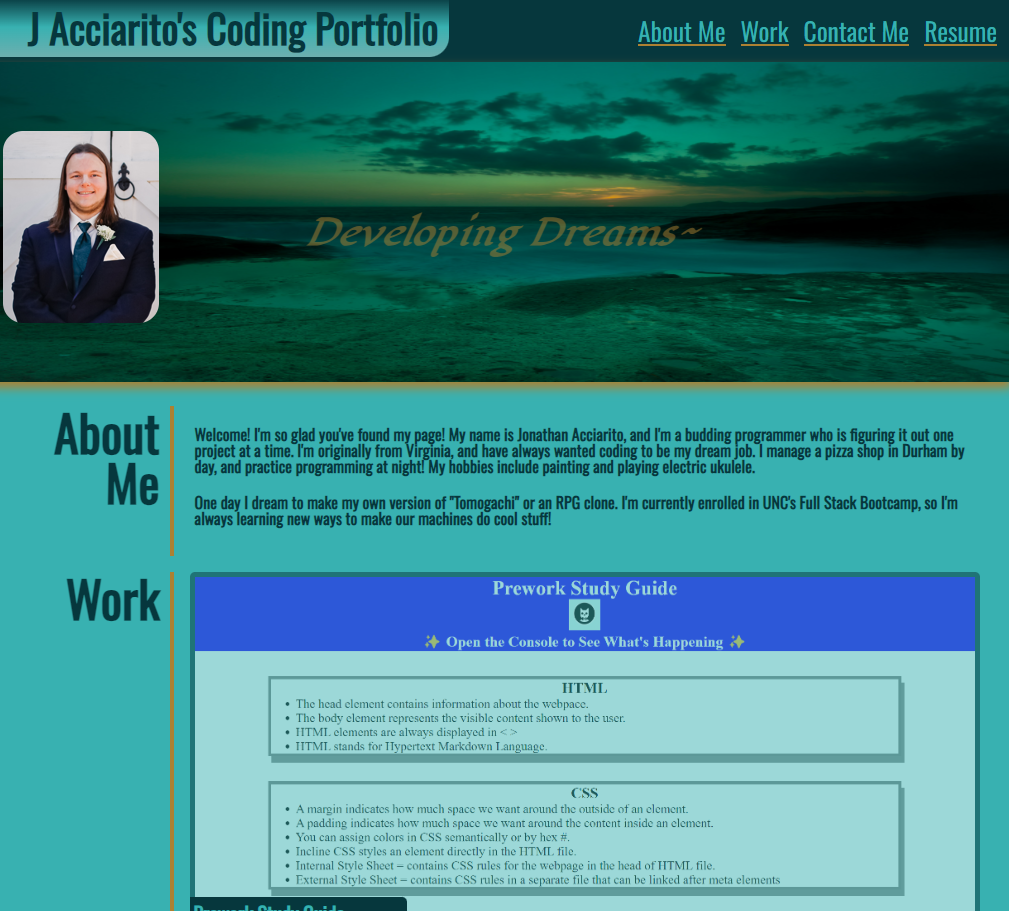 J Acciarito's Coding Portfolio
About Me Work Contact Me Resume
Developing Dreams~
About
Me
Welcome! I'm so glad you've found my page! My name is Jonathan Acciarito, and I'm a budding programmer who is figuring it out one
project at a time. I'm originally from Virginia, and have always wanted coding to be my dream job. I manage a pizza shop in Durham by
day, and practice programming at night! My hobbies include painting and playing electric ukulele.
One day I dream to make my own version of "Tomogachi" or an RPG clone. I'm currently enrolled in UNC's Full Stack Bootcamp, so I'm
always learning new ways to make our machines do cool stuff!
Work
Prework Study Guide
✨ Open the Console to See What's Happening ✨
HTML
• The head element contains information about the webpace.
• The body element represents the visible content shown to the user.
• HTML elements are always displayed in < >
• HTML stands for Hypertext Markdown Language.
CSS
• A margin indicates how much space we want around the outside of an element.
• A padding indicates how much space we want around the content inside an element.
• You can assign colors in CSS semantically or by hex #.
• Incline CSS styles an element directly in the HTML file.
• Internal Style Sheet – contains CSS rules for the webpage in the head of HTML file.
• External Style Sheet – contains CSS rules in a separate file that can be linked after meta elements
Prework Study Guide